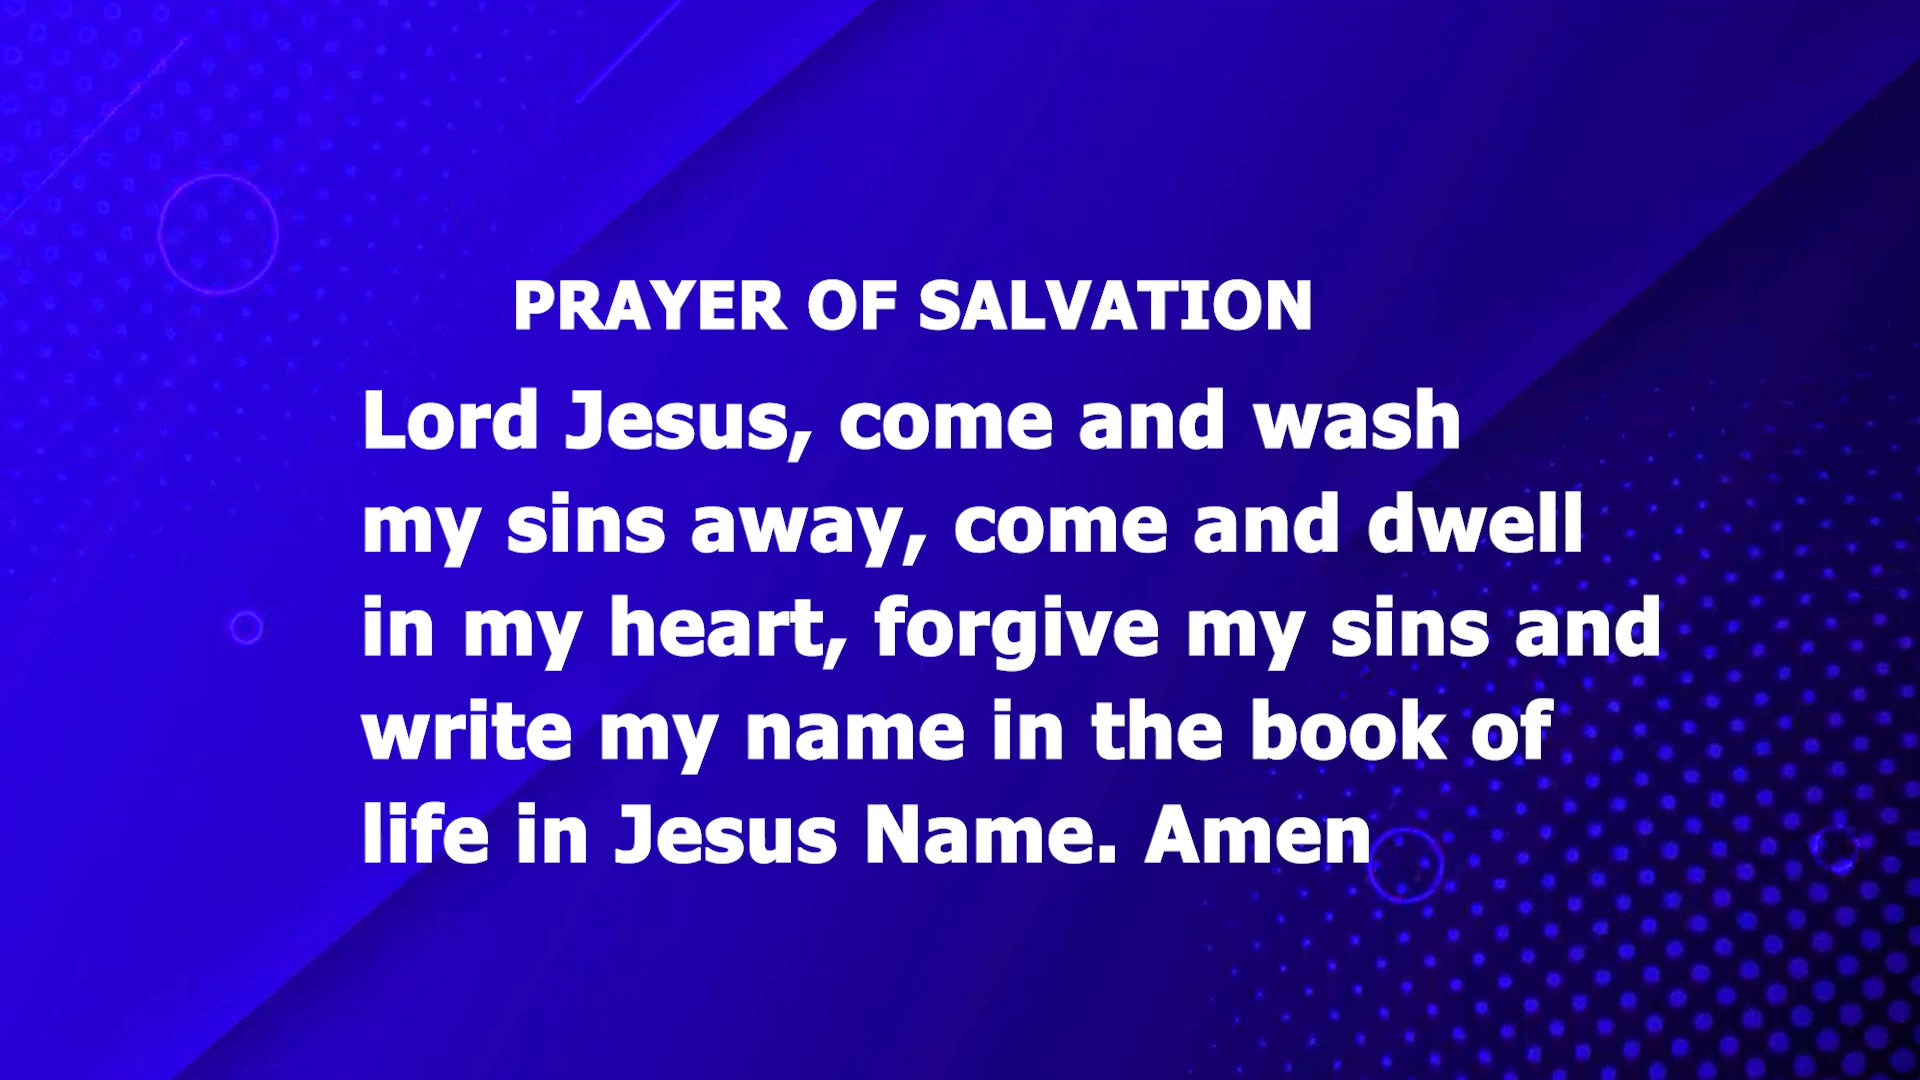 PRAYER OF SALVATION
Lord Jesus, come and wash
my sins away, come and dwell
in my heart, forgive my sins and
write my name in the book of
life in Jesus Name. Amen